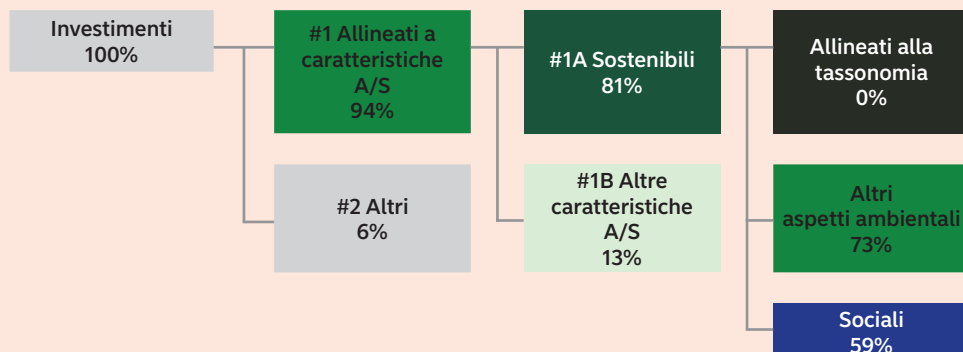 Investimenti
100%
#1 Allineati a
caratteristiche
A/S
94%
#1A Sostenibili
81%
Allineati alla
tassonomia
0%
#2 Altri
6%
#1B Altre
caratteristiche
A/S
13%
Altri
aspetti ambientali
73%
Sociali
59%